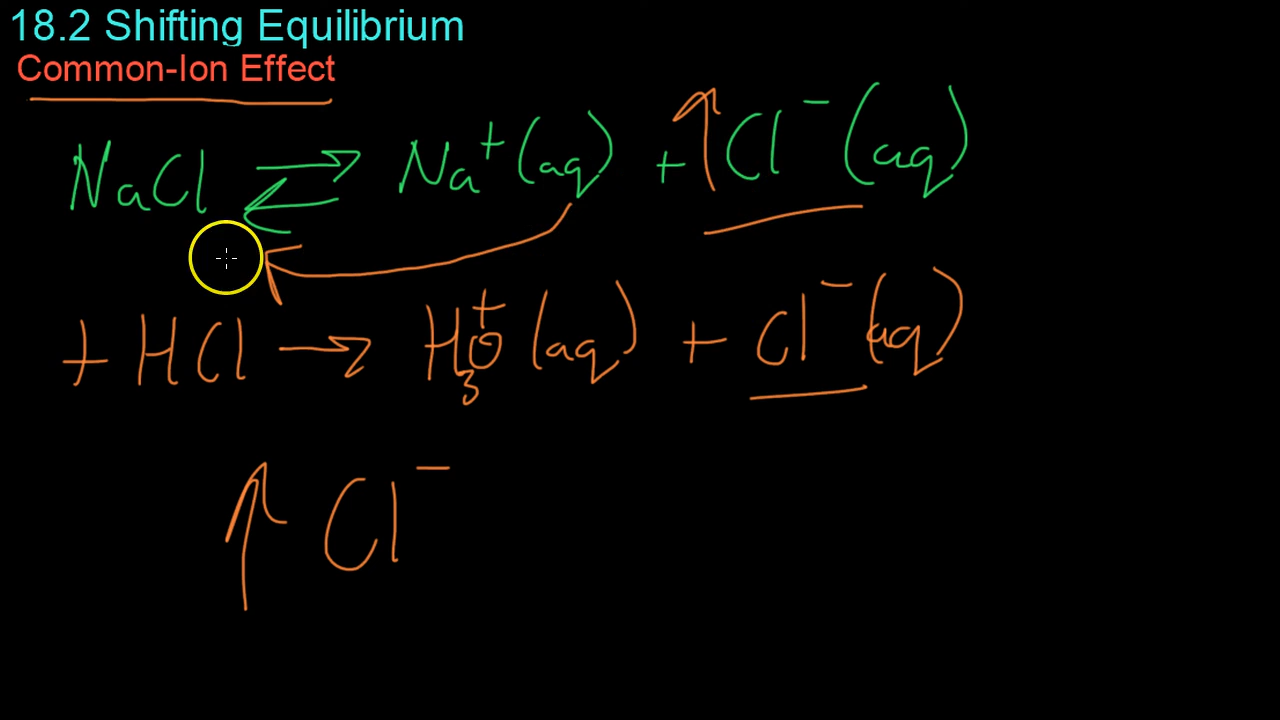 18.2 Shifting Equilibrium
Common-Ion Effect
NaCl ⇄ Na⁺(aq) + ↑Cl⁻(aq)
+ HCl → H₃O⁺(aq) + Cl⁻(aq)
↑ Cl⁻